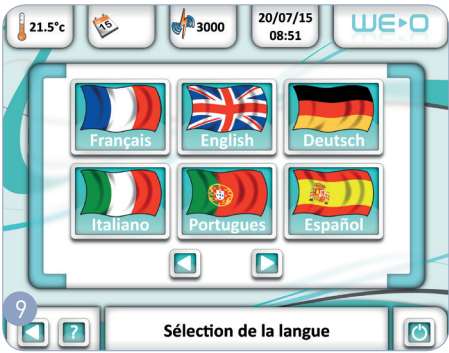 21.5°c
15
3000
20/07/15
08:51
WE▸O
Français English Deutsch
Italiano Portugues Español
9
?
Sélection de la langue